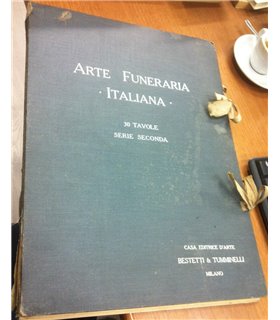 ARTE FUNERARIA
· ITALIANA ·
30 TAVOLE
SERIE SECONDA
CASA EDITRICE D'ARTE
BESTETTI & TUMMINELLI
MILANO